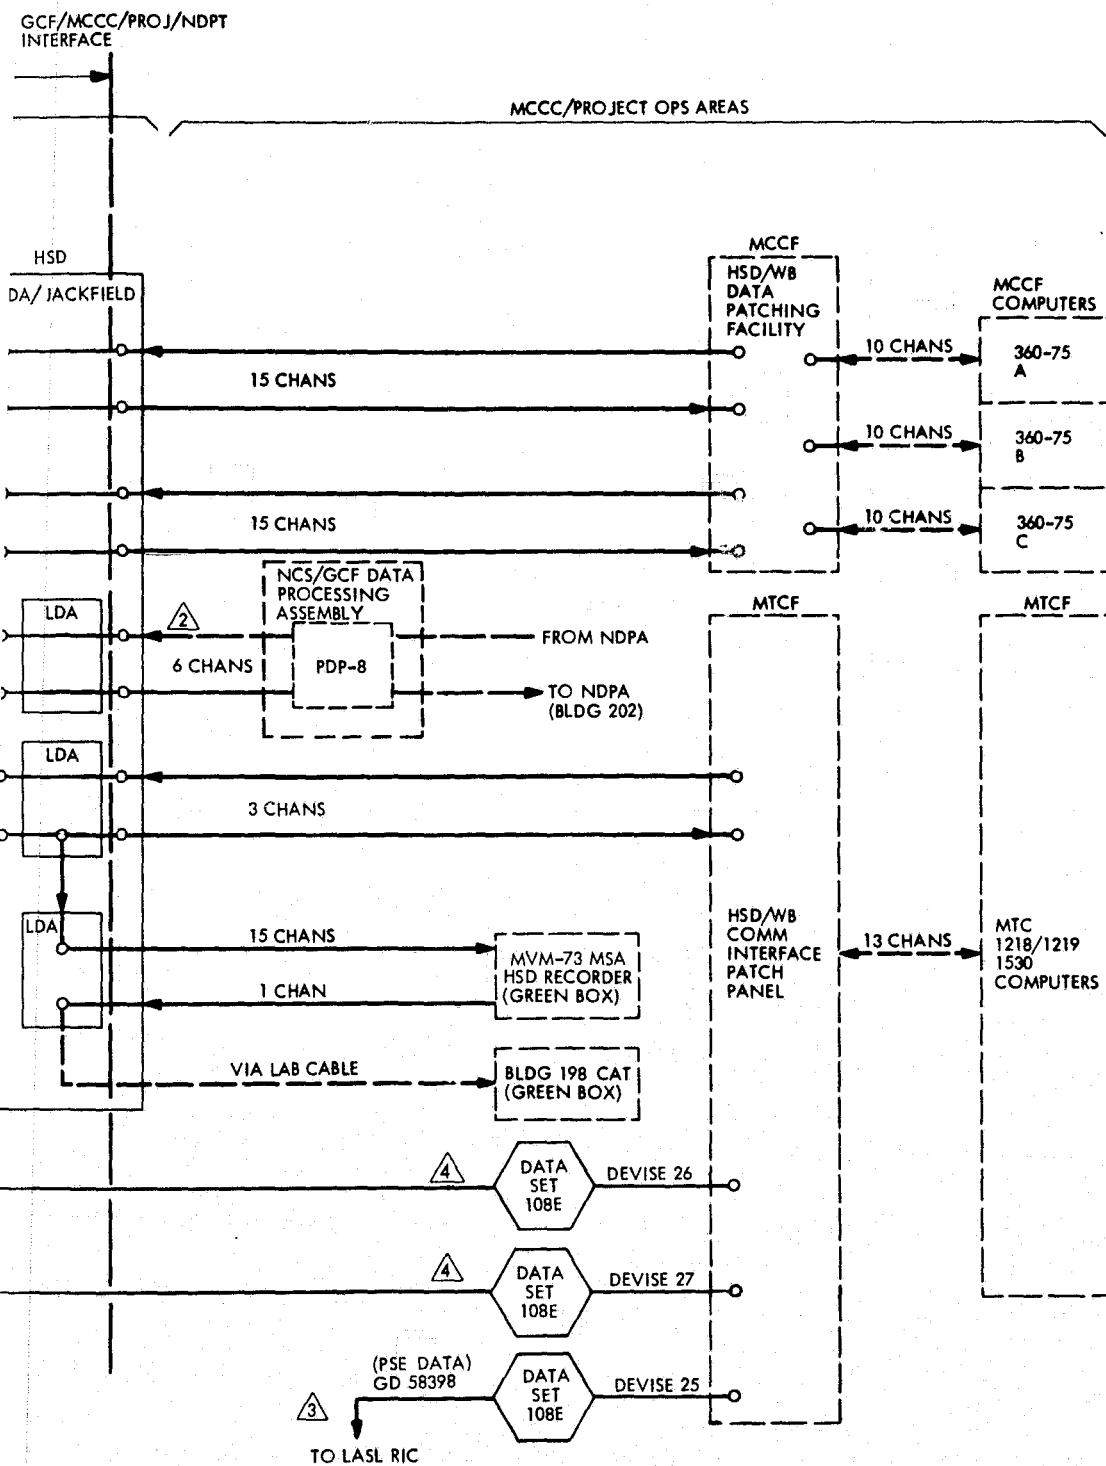 GCF/MCCC/PROJ/NDPT
INTERFACE
MCCC/PROJECT OPS AREAS
HSD
DA/JACKFIELD
MCCF
HSD/WB
DATA
PATCHING
FACILITY
MCCF
COMPUTERS
10 CHANS
360-75
A
15 CHANS
10 CHANS
360-75
B
15 CHANS
10 CHANS
360-75
C
NCS/GCF DATA
PROCESSING
ASSEMBLY
LDA
2
FROM NDPA
6 CHANS
PDP-8
TO NDPA
(BLDG 202)
MTCF
MTCF
LDA
3 CHANS
LDA
15 CHANS
MVM-73 MSA
HSD RECORDER
(GREEN BOX)
1 CHAN
HSD/WB
COMM
INTERFACE
PATCH
PANEL
13 CHANS
MTC
1218/1219
1530
COMPUTERS
VIA LAB CABLE
BLDG 198 CAT
(GREEN BOX)
4
DATA
SET
108E
DEVISE 26
4
DATA
SET
108E
DEVISE 27
(PSE DATA)
GD 58398
3
DATA
SET
108E
DEVISE 25
TO LASL RIC